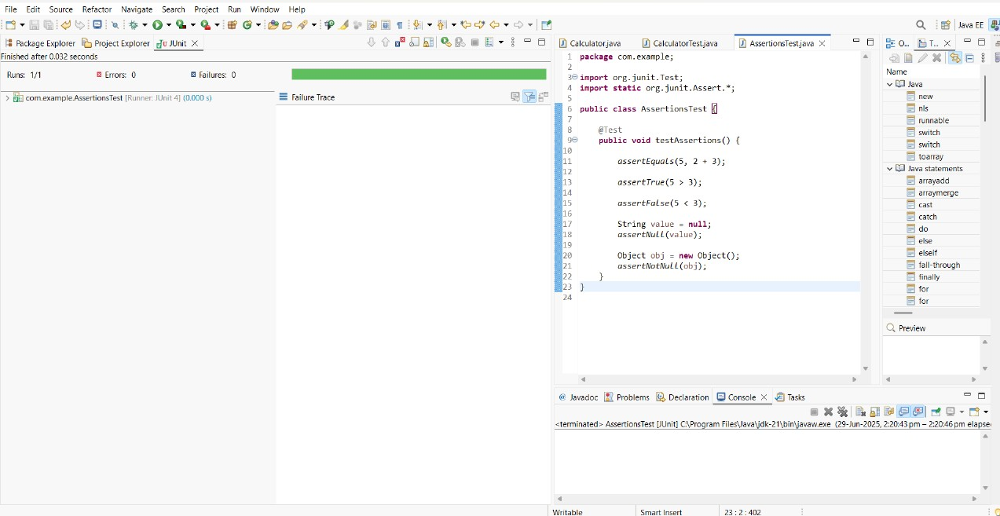 File Edit Source Refactor Navigate Search Project Run Window Help
Java EE
Package Explorer Project Explorer JUnit
Finished after 0.032 seconds
Runs: 1/1 Errors: 0 Failures: 0
com.example.AssertionsTest [Runner: JUnit 4] (0.000 s)
Failure Trace
Calculator.java CalculatorTest.java AssertionsTest.java
1 package com.example;
2
3 import org.junit.Test;
4 import static org.junit.Assert.*;
5
6 public class AssertionsTest {
7
8 @Test
9 public void testAssertions() {
10
11 assertEquals(5, 2 + 3);
12
13 assertTrue(5 > 3);
14
15 assertFalse(5 < 3);
16
17 String value = null;
18 assertNull(value);
19
20 Object obj = new Object();
21 assertNotNull(obj);
22 }
23 }
24
O... T...
Name
Java
new
nls
runnable
switch
switch
toarray
Java statements
arrayadd
arraymerge
cast
catch
do
else
elseif
fall-through
finally
for
for
Preview
Javadoc Problems Declaration Console Tasks
<terminated> AssertionsTest [JUnit] C:\Program Files\Java\jdk-21\bin\javaw.exe (29-Jun-2025, 2:20:43 pm – 2:20:46 pm elapsed
Writable Smart Insert 23 : 2 : 402